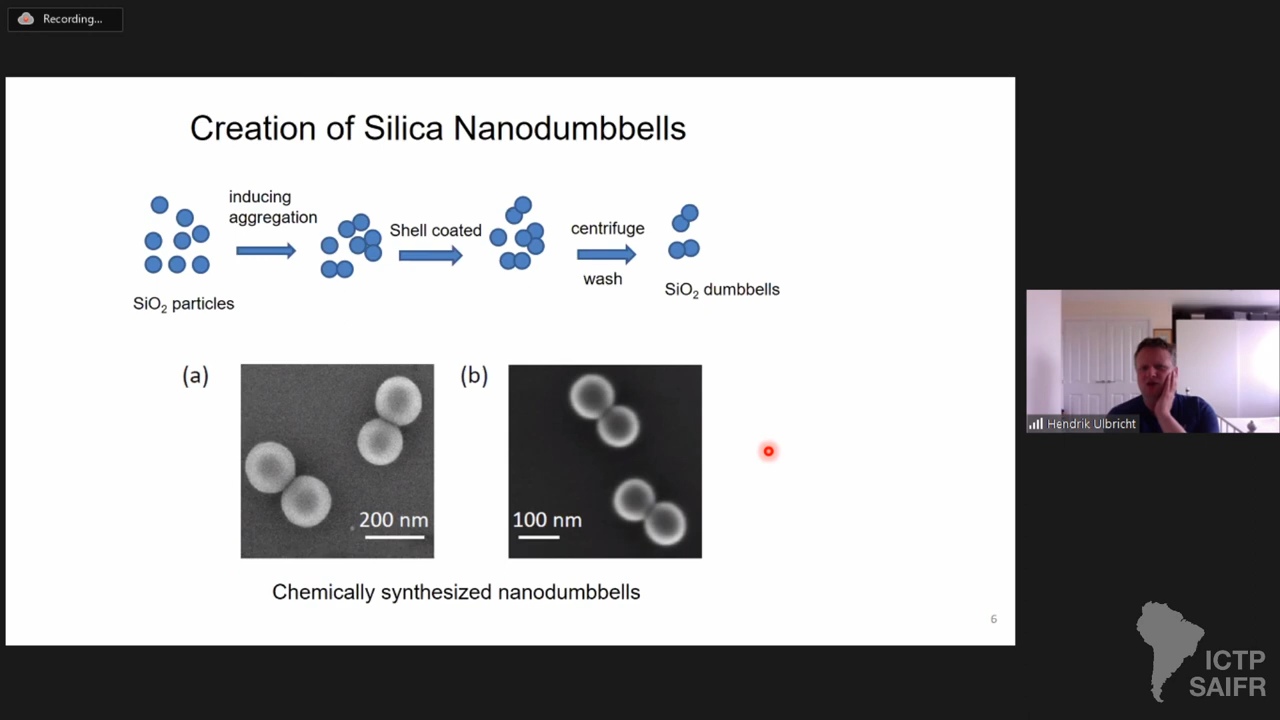 Recording...
Creation of Silica Nanodumbbells
inducing
aggregation
Shell coated
centrifuge
wash
SiO₂ particles
SiO₂ dumbbells
(a)
200 nm
(b)
100 nm
Chemically synthesized nanodumbbells
6
Hendrik Ulbricht
ICTP
SAIFR